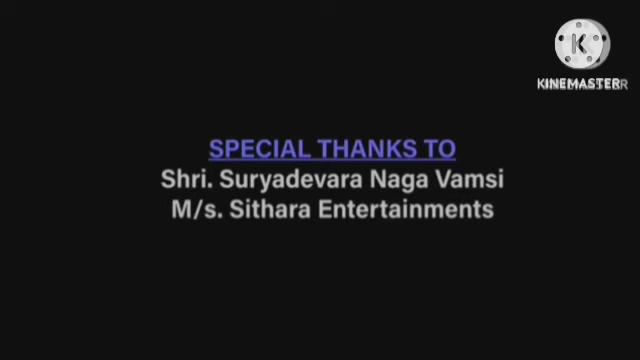 KINEMASTER
SPECIAL THANKS TO
Shri. Suryadevara Naga Vamsi
M/s. Sithara Entertainments